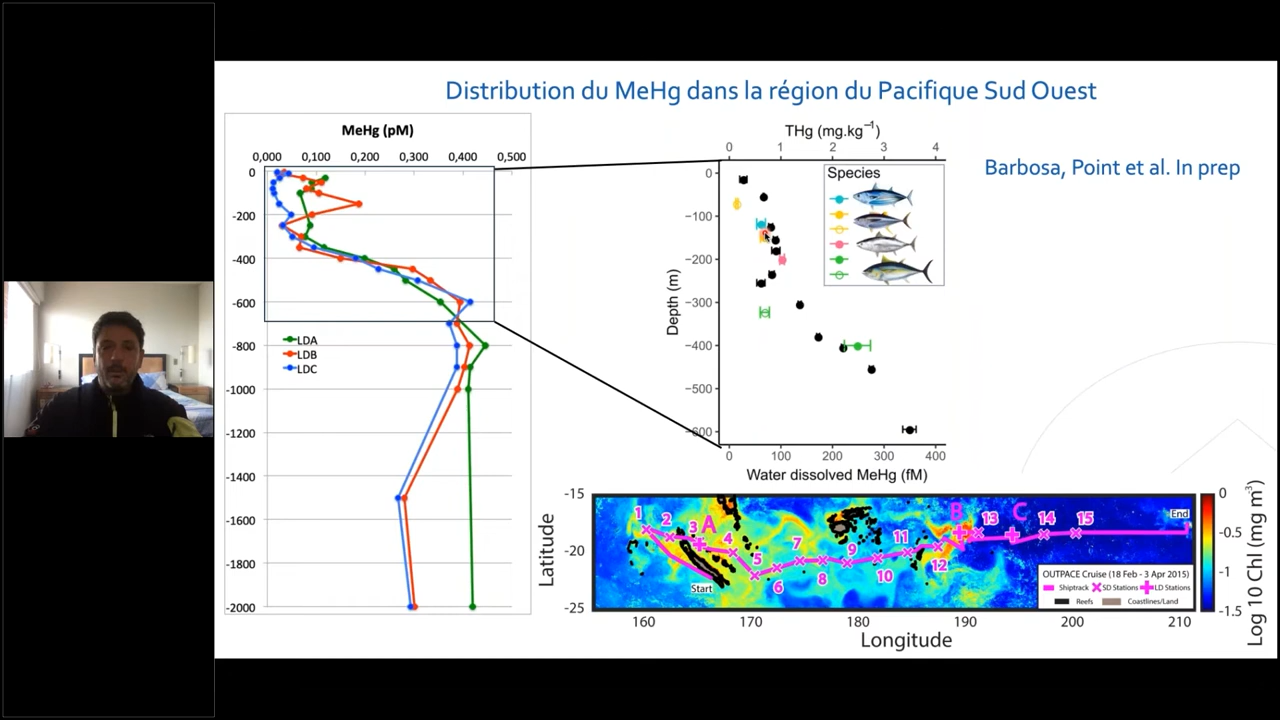 Distribution du MeHg dans la région du Pacifique Sud Ouest
MeHg (pM)
0,000 0,100 0,200 0,300 0,400 0,500
0
-200
-400
-600
-800
-1000
-1200
-1400
-1600
-1800
-2000
LDA
LDB
LDC
THg (mg.kg⁻¹)
0 1 2 3 4
Species
Depth (m)
0
−100
−200
−300
−400
−500
−600
0 100 200 300 400
Water dissolved MeHg (fM)
Barbosa, Point et al. In prep
Latitude
-15
-20
-25
1 2 3 A 4 5 6 7 8 9 10 11 12 B 13 C 14 15
Start
End
OUTPACE Cruise (18 Feb - 3 Apr 2015)
Shiptrack SD Stations LD Stations
Reefs Coastlines/Land
160 170 180 190 200 210
Longitude
0
-0.5
-1
-1.5
Log 10 Chl (mg m³)